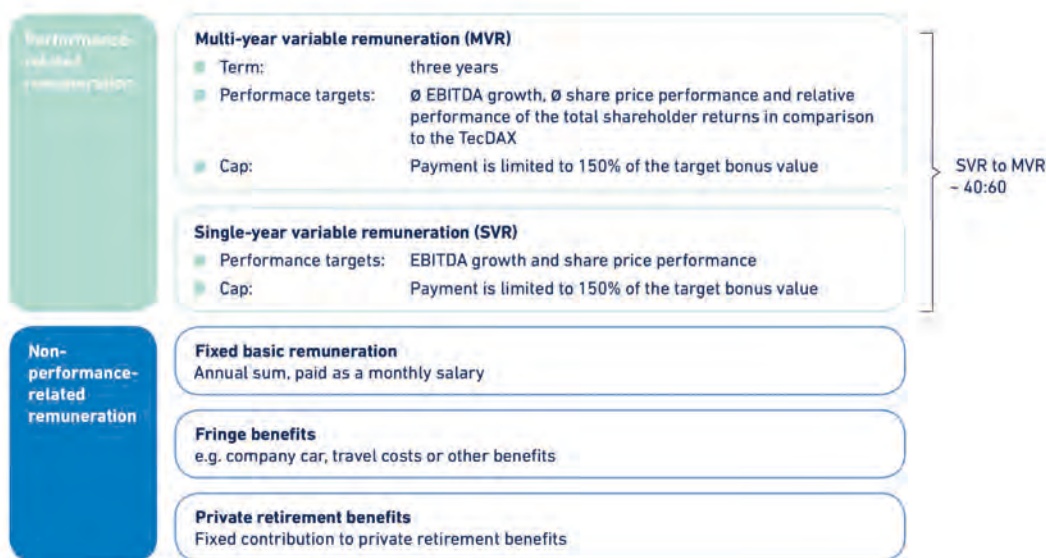 Performance-
related
remuneration
Multi-year variable remuneration (MVR)
Term: three years
Performace targets: Ø EBITDA growth, Ø share price performance and relative
performance of the total shareholder returns in comparison
to the TecDAX
Cap: Payment is limited to 150% of the target bonus value
SVR to MVR
~ 40:60
Single-year variable remuneration (SVR)
Performance targets: EBITDA growth and share price performance
Cap: Payment is limited to 150% of the target bonus value
Non-
performance-
related
remuneration
Fixed basic remuneration
Annual sum, paid as a monthly salary
Fringe benefits
e.g. company car, travel costs or other benefits
Private retirement benefits
Fixed contribution to private retirement benefits